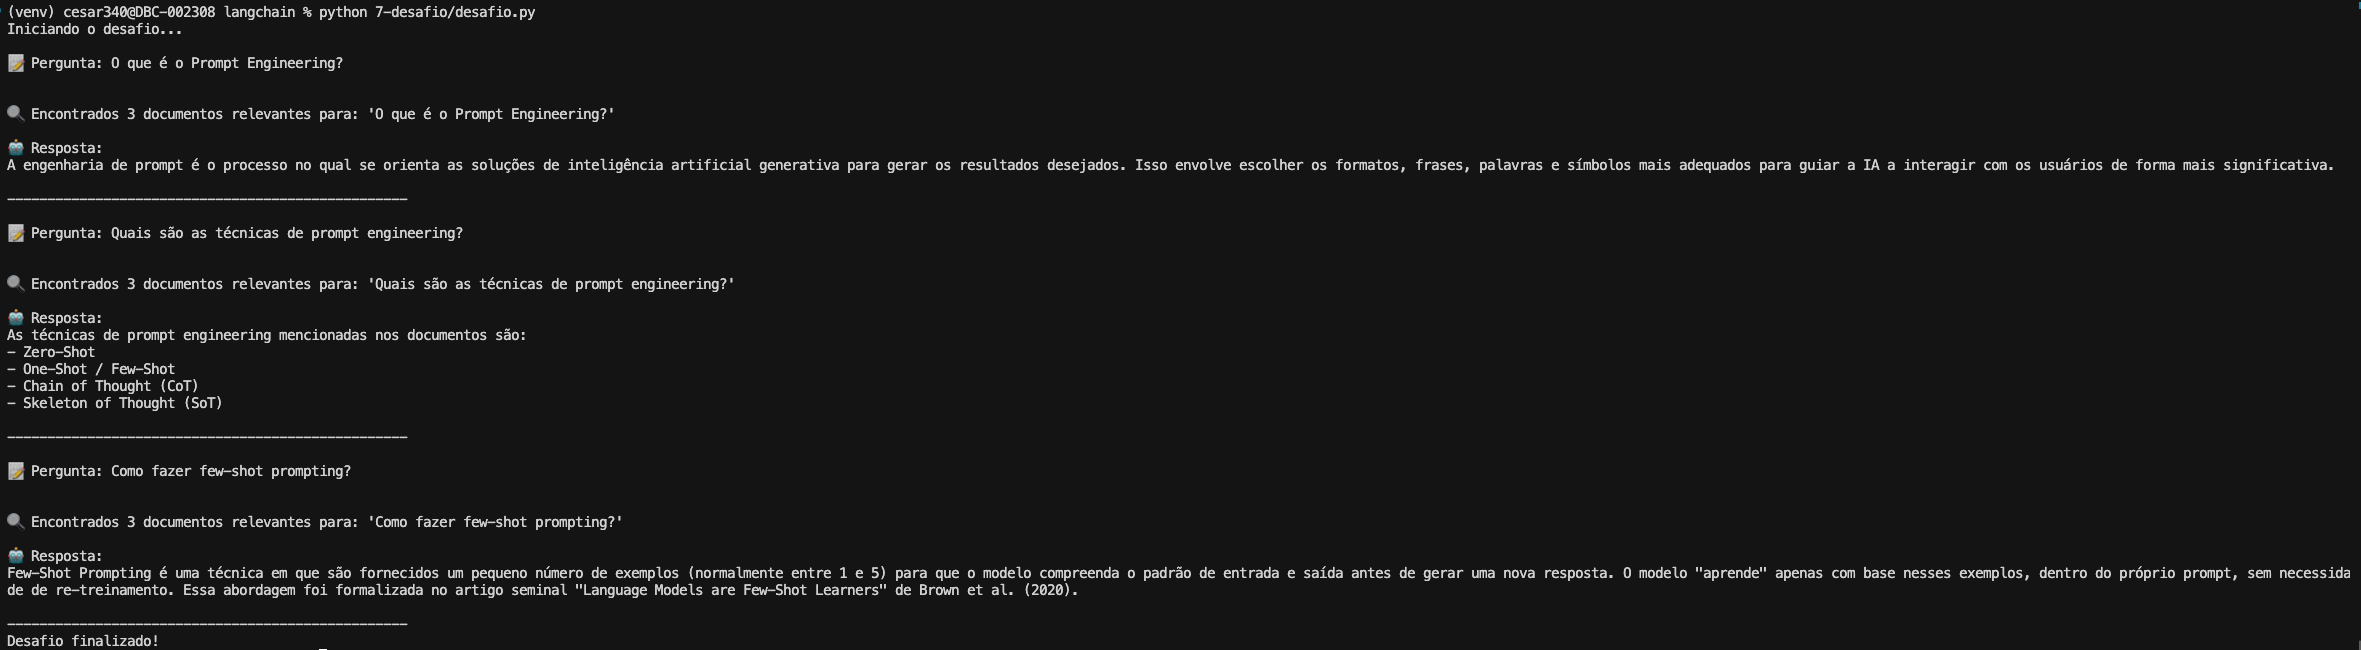 (venv) cesar340@DBC-002308 langchain % python 7-desafio/desafio.py
Iniciando o desafio...
📝 Pergunta: O que é o Prompt Engineering?
🔍 Encontrados 3 documentos relevantes para: 'O que é o Prompt Engineering?'
🤖 Resposta:
A engenharia de prompt é o processo no qual se orienta as soluções de inteligência artificial generativa para gerar os resultados desejados. Isso envolve escolher os formatos, frases, palavras e símbolos mais adequados para guiar a IA a interagir com os usuários de forma mais significativa.
--------------------------------------------------
📝 Pergunta: Quais são as técnicas de prompt engineering?
🔍 Encontrados 3 documentos relevantes para: 'Quais são as técnicas de prompt engineering?'
🤖 Resposta:
As técnicas de prompt engineering mencionadas nos documentos são:
- Zero-Shot
- One-Shot / Few-Shot
- Chain of Thought (CoT)
- Skeleton of Thought (SoT)
--------------------------------------------------
📝 Pergunta: Como fazer few-shot prompting?
🔍 Encontrados 3 documentos relevantes para: 'Como fazer few-shot prompting?'
🤖 Resposta:
Few-Shot Prompting é uma técnica em que são fornecidos um pequeno número de exemplos (normalmente entre 1 e 5) para que o modelo compreenda o padrão de entrada e saída antes de gerar uma nova resposta. O modelo "aprende" apenas com base nesses exemplos, dentro do próprio prompt, sem necessida
de de re-treinamento. Essa abordagem foi formalizada no artigo seminal "Language Models are Few-Shot Learners" de Brown et al. (2020).
--------------------------------------------------
Desafio finalizado!